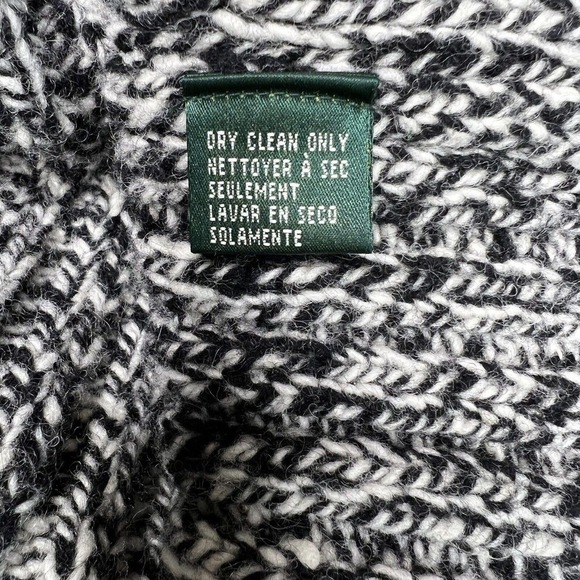 DRY CLEAN ONLY
NETTOYER À SEC
SEULEMENT
LAVAR EN SECO
SOLAMENTE